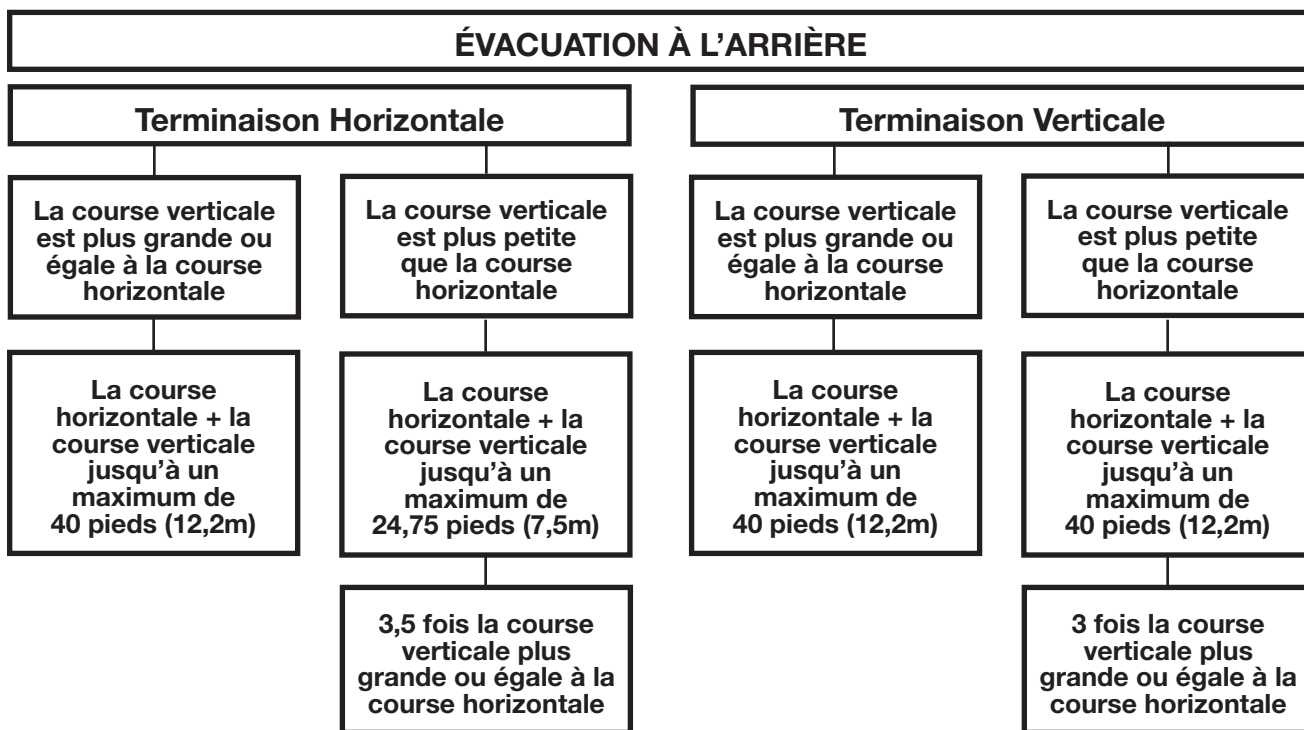 ÉVACUATION À L’ARRIÈRE
Terminaison Horizontale
La course verticale
est plus grande ou
égale à la course
horizontale
La course
horizontale + la
course verticale
jusqu’à un
maximum de
40 pieds (12,2m)
La course verticale
est plus petite
que la course
horizontale
La course
horizontale + la
course verticale
jusqu’à un
maximum de
24,75 pieds (7,5m)
3,5 fois la course
verticale plus
grande ou égale à la
course horizontale
Terminaison Verticale
La course verticale
est plus grande ou
égale à la course
horizontale
La course
horizontale + la
course verticale
jusqu’à un
maximum de
40 pieds (12,2m)
La course verticale
est plus petite
que la course
horizontale
La course
horizontale + la
course verticale
jusqu’à un
maximum de
40 pieds (12,2m)
3 fois la course
verticale plus
grande ou égale à la
course horizontale